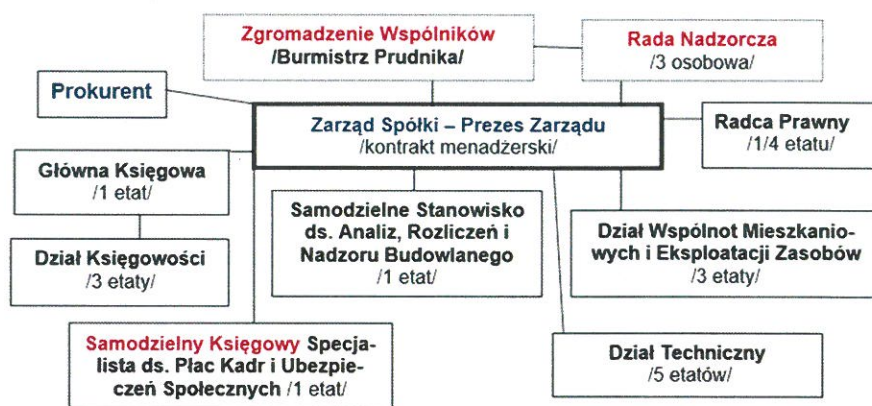 Zgromadzenie Wspólników
/Burmistrz Prudnika/
Rada Nadzorcza
/3 osobowa/
Prokurent
Zarząd Spółki – Prezes Zarządu
/kontrakt menadżerski/
Radca Prawny
/1/4 etatu/
Główna Księgowa
/1 etat/
Samodzielne Stanowisko
ds. Analiz, Rozliczeń i
Nadzoru Budowlanego
/1 etat/
Dział Wspólnot Mieszkanio-
wych i Eksploatacji Zasobów
/3 etaty/
Dział Księgowości
/3 etaty/
Samodzielny Księgowy Specja-
lista ds. Płac Kadr i Ubezpie-
czeń Społecznych /1 etat/
Dział Techniczny
/5 etatów/